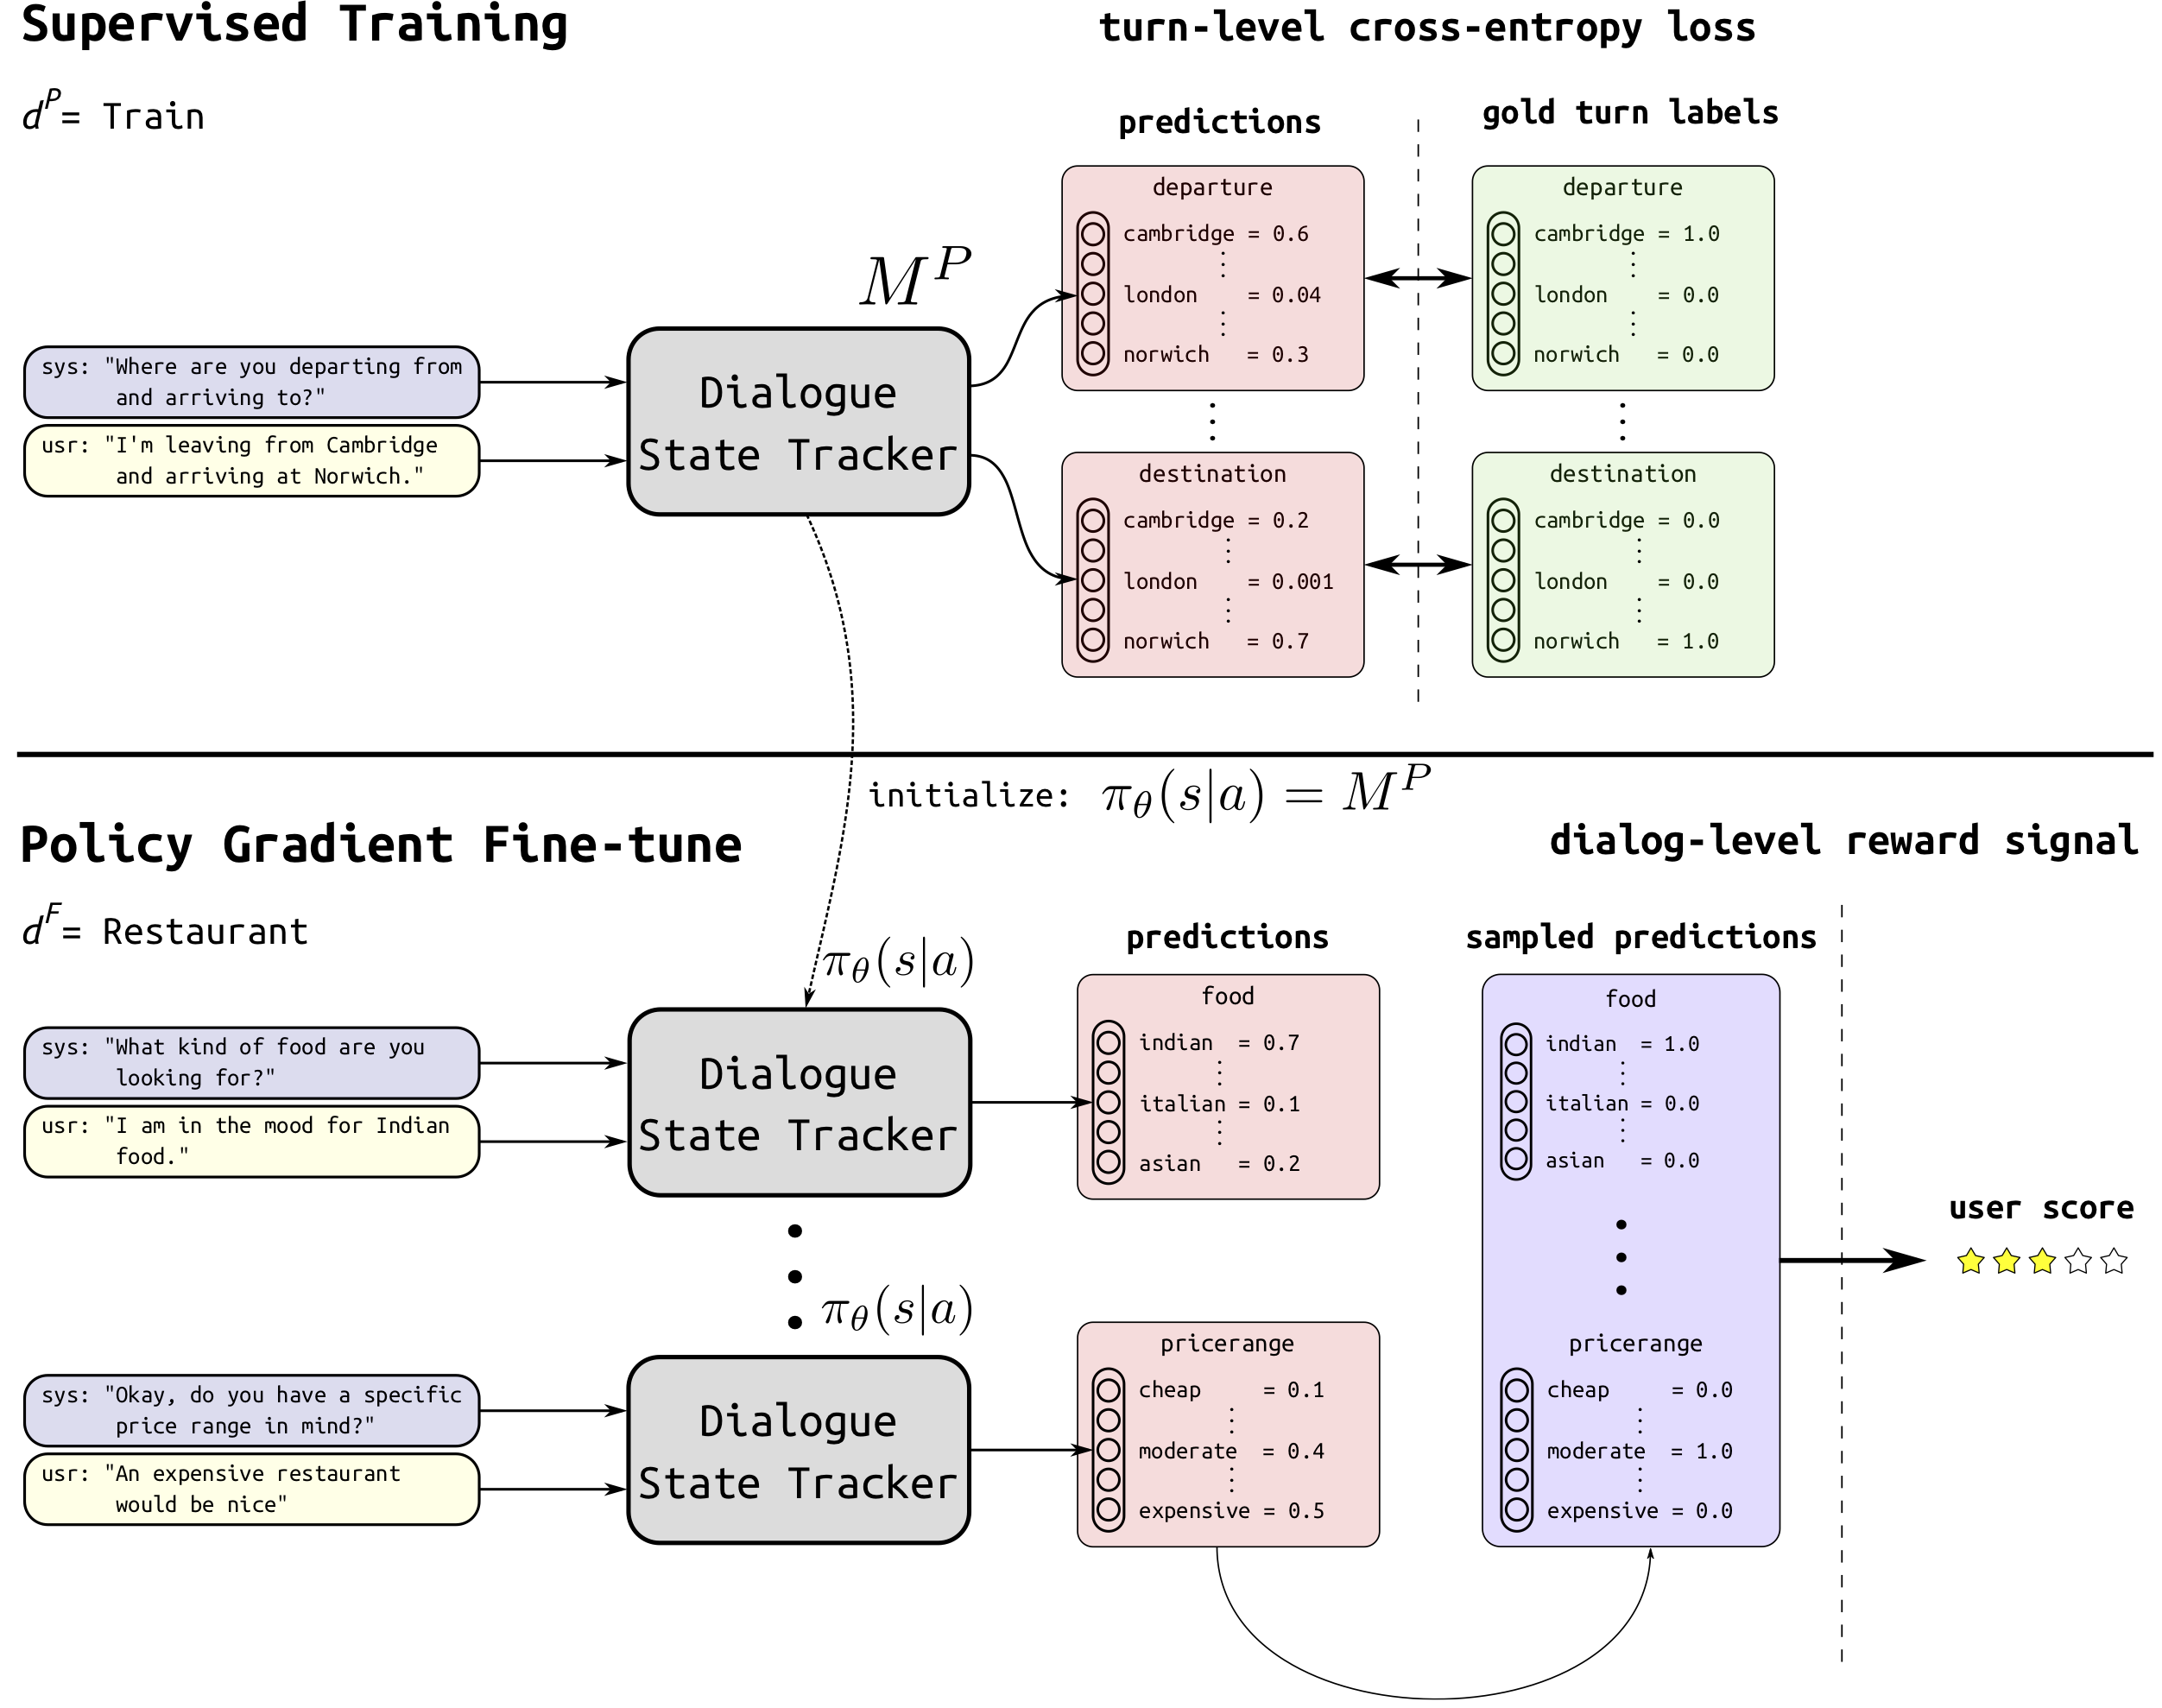 Supervised Training
turn-level cross-entropy loss
d^P = Train
predictions
gold turn labels
M^P
sys: "Where are you departing from
and arriving to?"
usr: "I'm leaving from Cambridge
and arriving at Norwich."
Dialogue
State Tracker
departure
cambridge = 0.6
london = 0.04
norwich = 0.3
destination
cambridge = 0.2
london = 0.001
norwich = 0.7
departure
cambridge = 1.0
london = 0.0
norwich = 0.0
destination
cambridge = 0.0
london = 0.0
norwich = 1.0
initialize: π_θ(s|a) = M^P
Policy Gradient Fine-tune
dialog-level reward signal
d^F = Restaurant
predictions
sampled predictions
π_θ(s|a)
sys: "What kind of food are you
looking for?"
usr: "I am in the mood for Indian
food."
Dialogue
State Tracker
food
indian = 0.7
italian = 0.1
asian = 0.2
food
indian = 1.0
italian = 0.0
asian = 0.0
user score
π_θ(s|a)
sys: "Okay, do you have a specific
price range in mind?"
usr: "An expensive restaurant
would be nice"
Dialogue
State Tracker
pricerange
cheap = 0.1
moderate = 0.4
expensive = 0.5
pricerange
cheap = 0.0
moderate = 1.0
expensive = 0.0